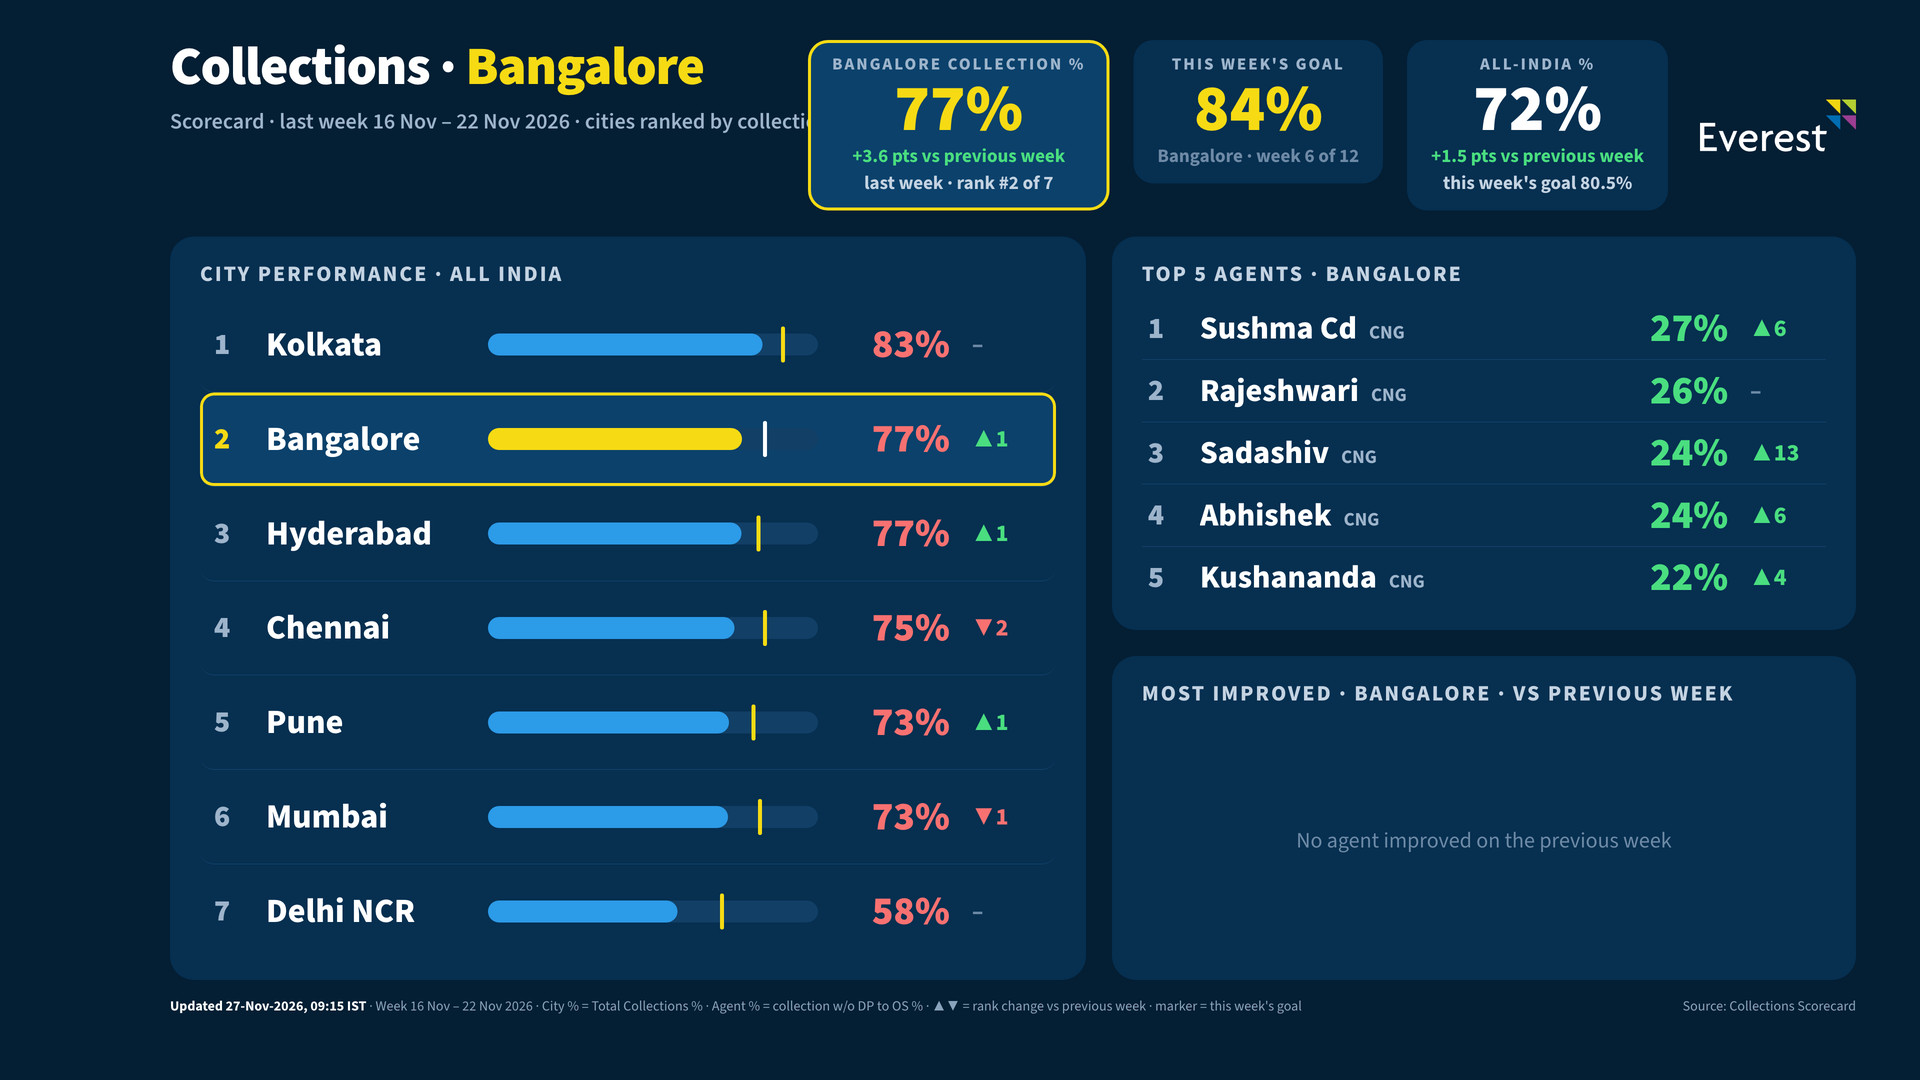 Collections · Bangalore
Scorecard · last week 16 Nov – 22 Nov 2026 · cities ranked by
BANGALORE COLLECTION %
77%
+3.6 pts vs previous week
last week · rank #2 of 7
THIS WEEK'S GOAL
84%
Bangalore · week 6 of 12
ALL-INDIA %
72%
+1.5 pts vs previous week
this week's goal 80.5%
Everest
CITY PERFORMANCE · ALL INDIA
1 Kolkata 83% –
2 Bangalore 77% ▲1
3 Hyderabad 77% ▲1
4 Chennai 75% ▼2
5 Pune 73% ▲1
6 Mumbai 73% ▼1
7 Delhi NCR 58% –
TOP 5 AGENTS · BANGALORE
1 Sushma Cd CNG 27% ▲6
2 Rajeshwari CNG 26% –
3 Sadashiv CNG 24% ▲13
4 Abhishek CNG 24% ▲6
5 Kushananda CNG 22% ▲4
MOST IMPROVED · BANGALORE · VS PREVIOUS WEEK
No agent improved on the previous week
Updated 27-Nov-2026, 09:15 IST · Week 16 Nov – 22 Nov 2026 · City % = Total Collections % · Agent % = collection w/o DP to OS % · ▲▼ = rank change vs previous week · marker = this week's goal
Source: Collections Scorecard